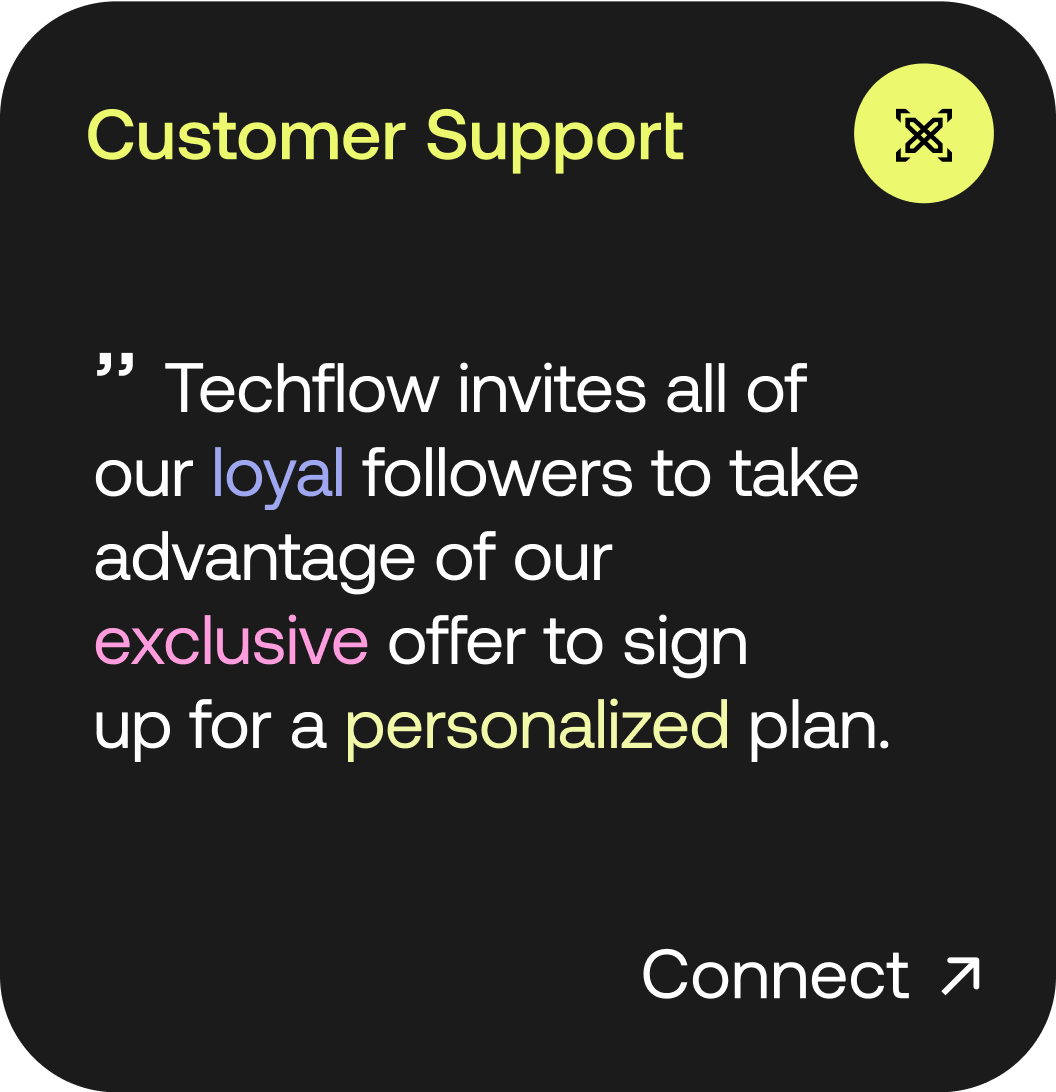 Customer Support
” Techflow invites all of
our loyal followers to take
advantage of our
exclusive offer to sign
up for a personalized plan.
Connect ↗